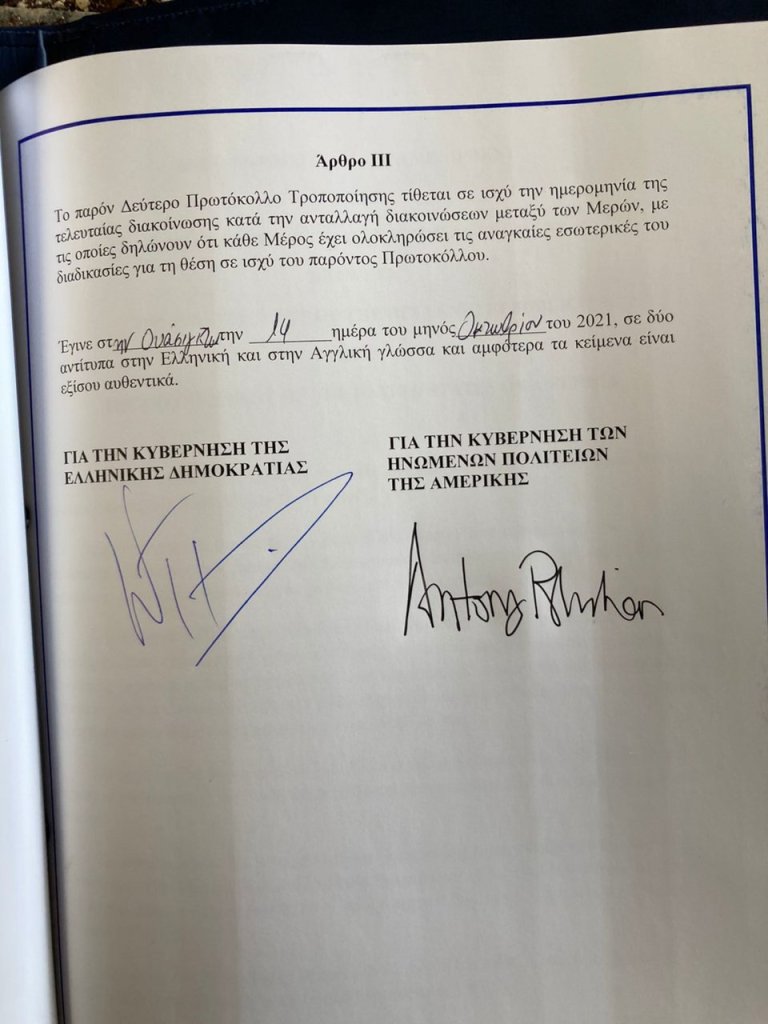 Άρθρο ΙΙΙ
Το παρόν Δεύτερο Πρωτόκολλο Τροποποίησης τίθεται σε ισχύ την ημερομηνία της
τελευταίας διακοίνωσης κατά την ανταλλαγή διακοινώσεων μεταξύ των Μερών, με
τις οποίες δηλώνουν ότι κάθε Μέρος έχει ολοκληρώσει τις αναγκαίες εσωτερικές του
διαδικασίες για τη θέση σε ισχύ του παρόντος Πρωτοκόλλου.
Έγινε στην Ουάσιγκτων την 14 ημέρα του μηνός Οκτωβρίου του 2021, σε δύο
αντίτυπα στην Ελληνική και στην Αγγλική γλώσσα και αμφότερα τα κείμενα είναι
εξίσου αυθεντικά.
ΓΙΑ ΤΗΝ ΚΥΒΕΡΝΗΣΗ ΤΗΣ
ΕΛΛΗΝΙΚΗΣ ΔΗΜΟΚΡΑΤΙΑΣ
ΓΙΑ ΤΗΝ ΚΥΒΕΡΝΗΣΗ ΤΩΝ
ΗΝΩΜΕΝΩΝ ΠΟΛΙΤΕΙΩΝ
ΤΗΣ ΑΜΕΡΙΚΗΣ
Antony Blinken